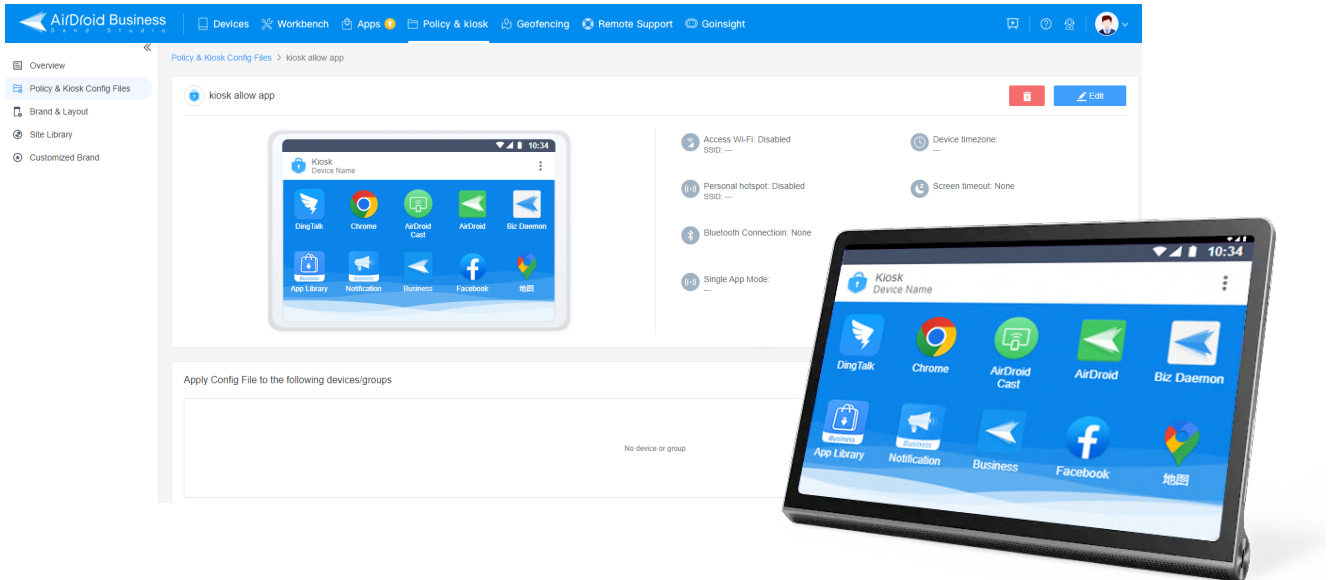 AirDroid Business
Sand Studio
Devices
Workbench
Apps
Policy & kiosk
Geofencing
Remote Support
Goinsight
Overview
Policy & Kiosk Config Files
Brand & Layout
Site Library
Customized Brand
Policy & Kiosk Config Files > kiosk allow app
kiosk allow app
Edit
10:34
Kiosk
Device Name
DingTalk
Chrome
AirDroid
Cast
AirDroid
Biz Daemon
Business
App Library
Business
Notification
Business
Facebook
地图
Access Wi-Fi: Disabled
SSID: —
Device timezone:
—
Personal hotspot: Disabled
SSID: —
Screen timeout: None
Bluetooth Connectioin: None
Single App Mode:
—
Apply Config File to the following devices/groups
No device or group
10:34
Kiosk
Device Name
DingTalk
Chrome
AirDroid
Cast
AirDroid
Biz Daemon
Business
App Library
Business
Notification
Business
Facebook
地图